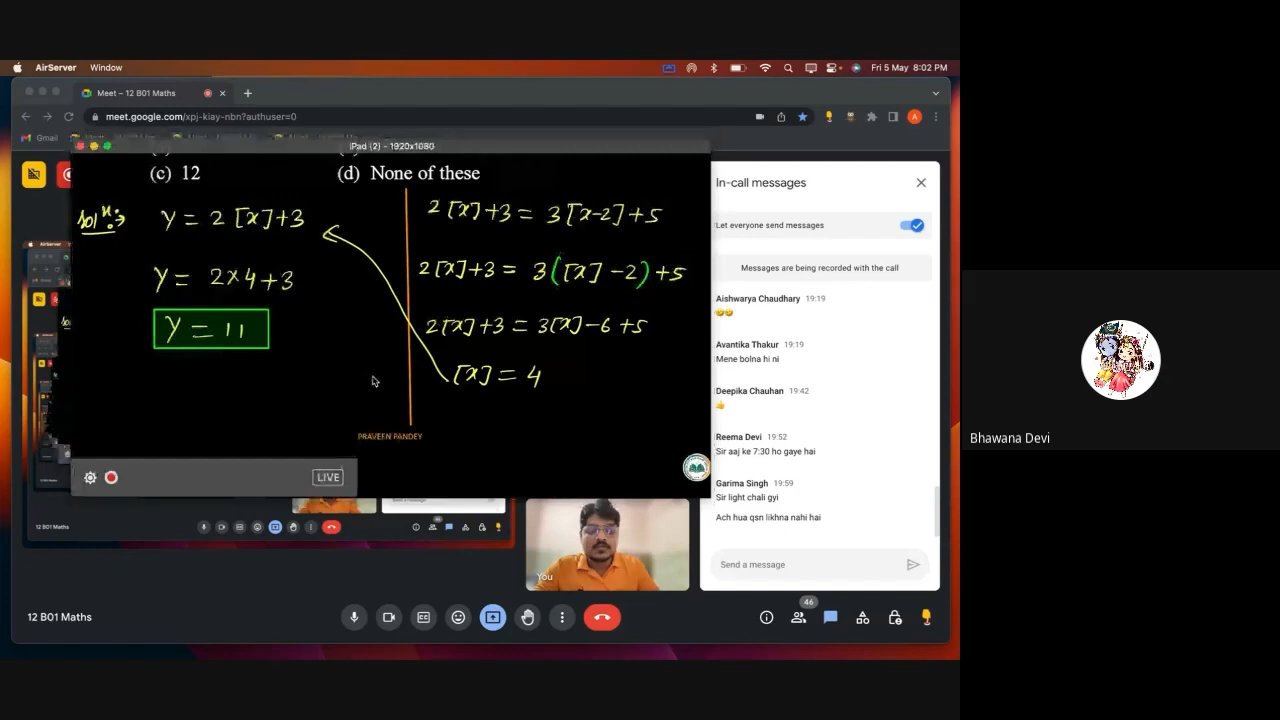 AirServer Window Fri 5 May 8:02 PM
Meet – 12 B01 Maths
meet.google.com/xpj-kiay-nbn?authuser=0
A
Gmail
iPad (2) – 1920x1080
(c) 12 (d) None of these
Solⁿ:→
y = 2[x]+3
y = 2×4+3
y = 11
2[x]+3 = 3[x-2]+5
2[x]+3 = 3([x]-2)+5
2[x]+3 = 3[x]-6+5
[x] = 4
PRAVEEN PANDEY
LIVE
12 B01 Maths
You
In-call messages
Let everyone send messages
Messages are being recorded with the call
Aishwarya Chaudhary 19:19
Avantika Thakur 19:19
Mene bolna hi ni
Deepika Chauhan 19:42
Reema Devi 19:52
Sir aaj ke 7:30 ho gaye hai
Garima Singh 19:59
Sir light chali gyi
Ach hua qsn likhna nahi hai
Send a message
12 B01 Maths
46
Bhawana Devi